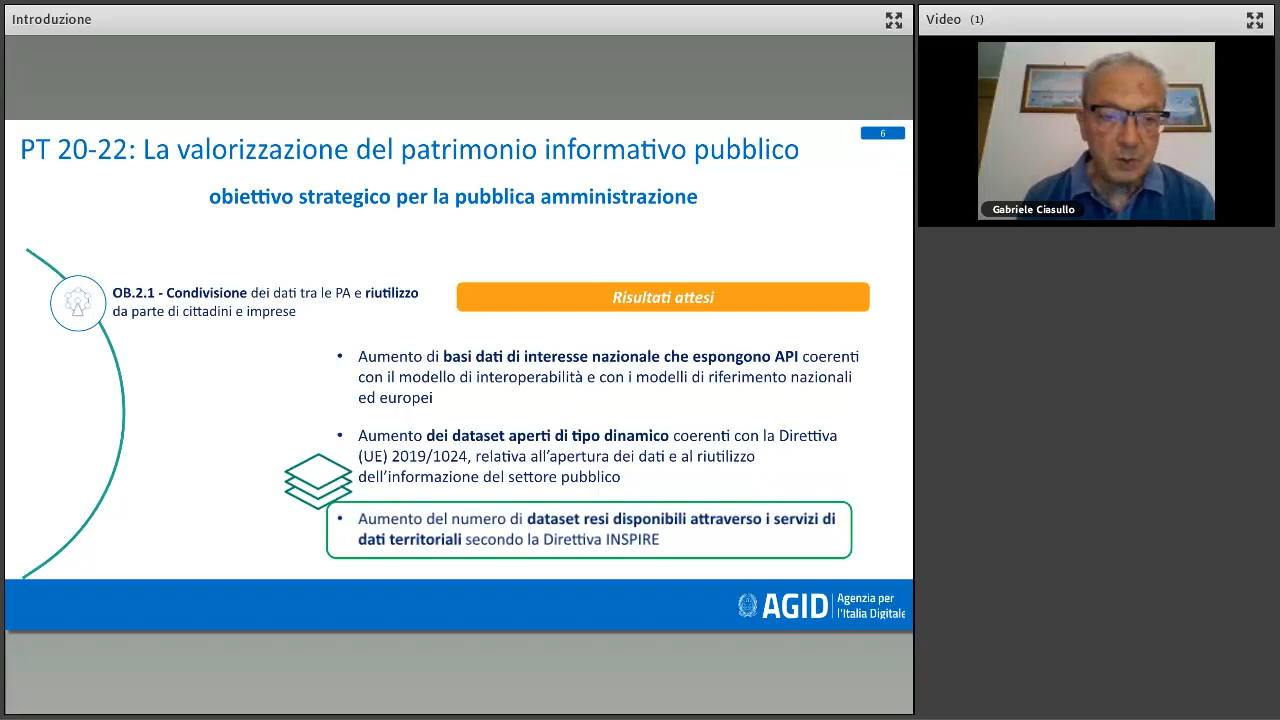 Introduzione
Video (1)
6
PT 20-22: La valorizzazione del patrimonio informativo pubblico
obiettivo strategico per la pubblica amministrazione
Gabriele Ciasullo
OB.2.1 - Condivisione dei dati tra le PA e riutilizzo
da parte di cittadini e imprese
Risultati attesi
• Aumento di basi dati di interesse nazionale che espongono API coerenti
con il modello di interoperabilità e con i modelli di riferimento nazionali
ed europei
• Aumento dei dataset aperti di tipo dinamico coerenti con la Direttiva
(UE) 2019/1024, relativa all'apertura dei dati e al riutilizzo
dell'informazione del settore pubblico
• Aumento del numero di dataset resi disponibili attraverso i servizi di
dati territoriali secondo la Direttiva INSPIRE
AGID
Agenzia per
l'Italia Digitale